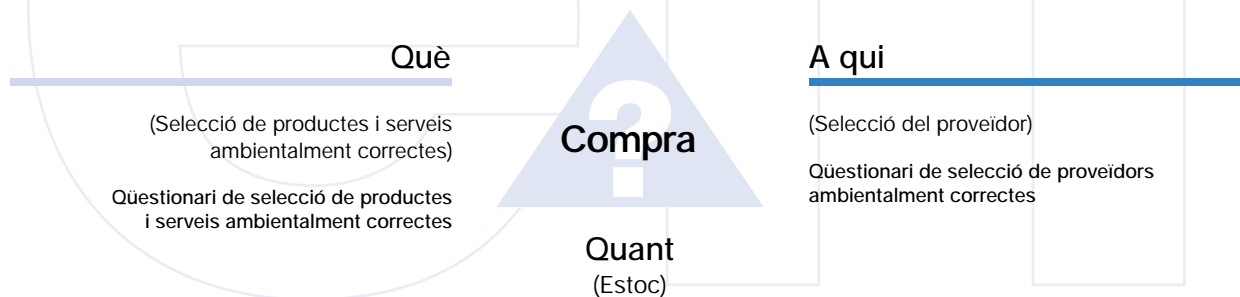 Què
(Selecció de productes i serveis
ambientalment correctes)
Qüestionari de selecció de productes
i serveis ambientalment correctes
?
Compra
Quant
(Estoc)
A qui
(Selecció del proveïdor)
Qüestionari de selecció de proveïdors
ambientalment correctes